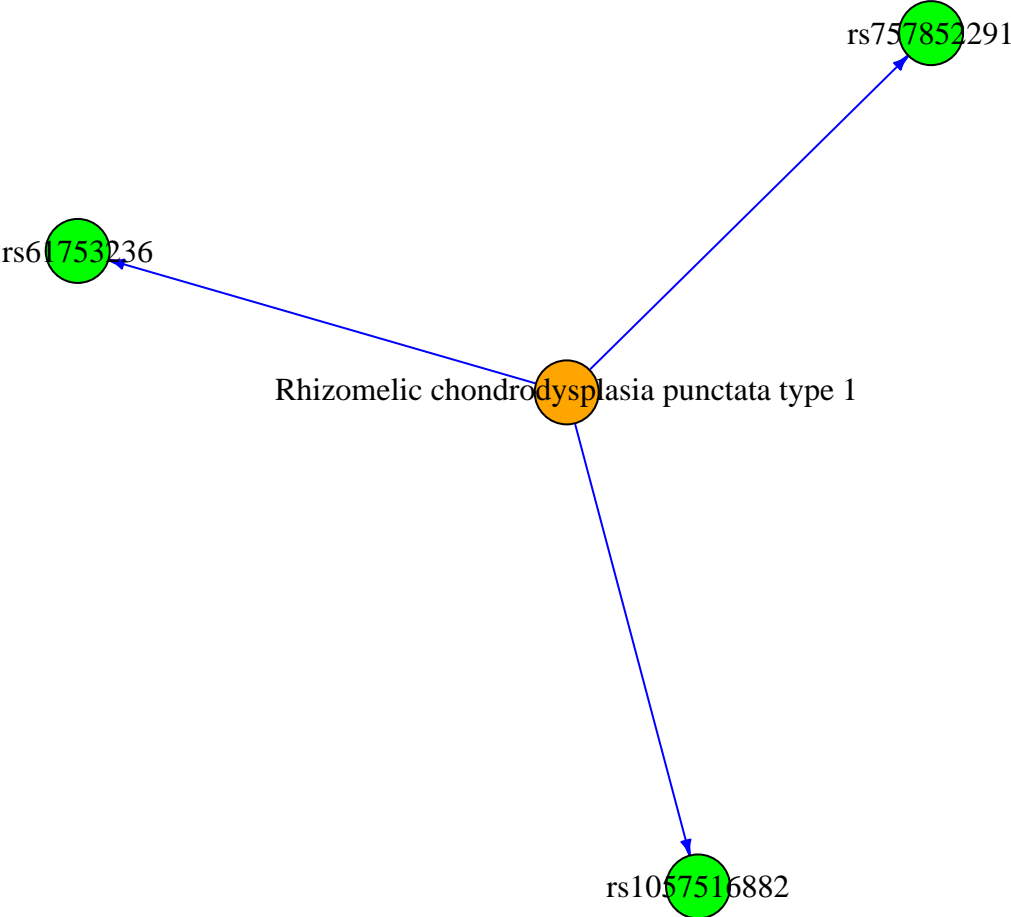 rs757852291
rs61753236
Rhizomelic chondrodysplasia punctata type 1
rs1057516882